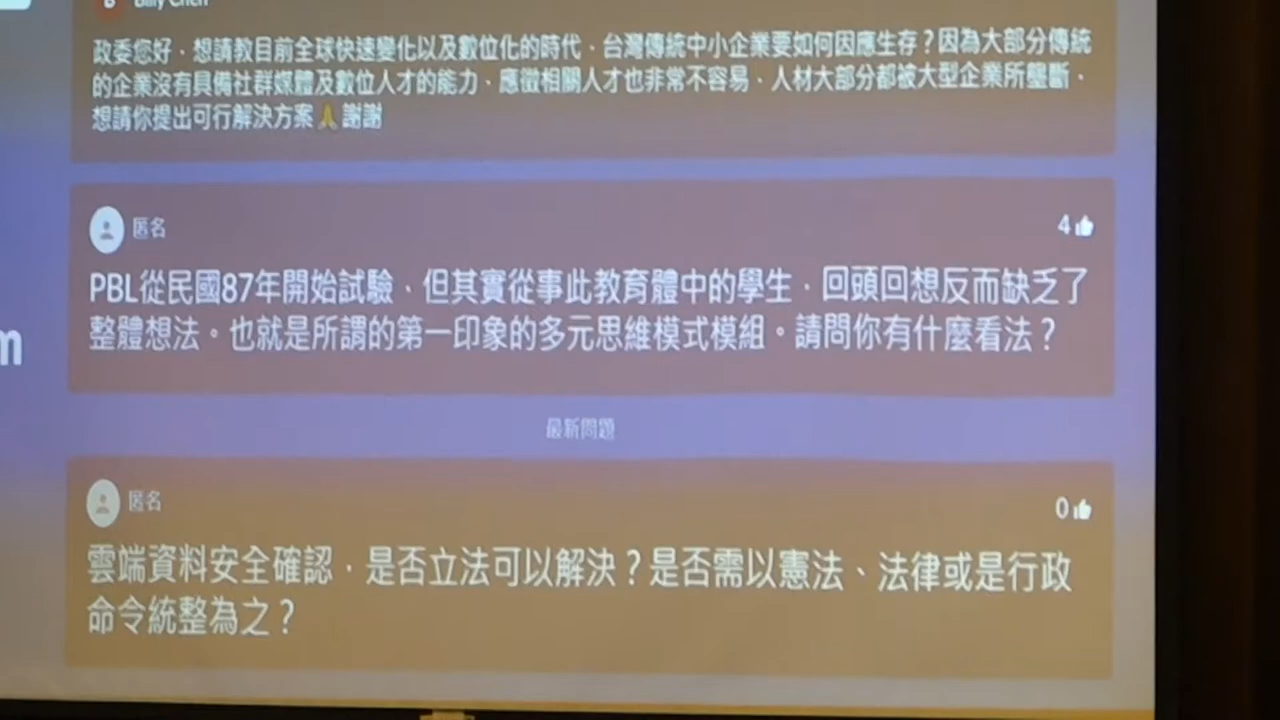 B
Billy Chen
政委您好，想請教目前全球快速變化以及數位化的時代，台灣傳統中小企業要如何因應生存？因為大部分傳統
的企業沒有具備社群媒體及數位人才的能力，應徵相關人才也非常不容易，人材大部分都被大型企業所壟斷，
想請你提出可行解決方案🙏謝謝
匿名
4
PBL從民國87年開始試驗，但其實從事此教育體中的學生，回頭回想反而缺乏了
整體想法。也就是所謂的第一印象的多元思維模式模組。請問你有什麼看法？
m
最新問題
匿名
0
雲端資料安全確認，是否立法可以解決？是否需以憲法、法律或是行政
命令統整為之？